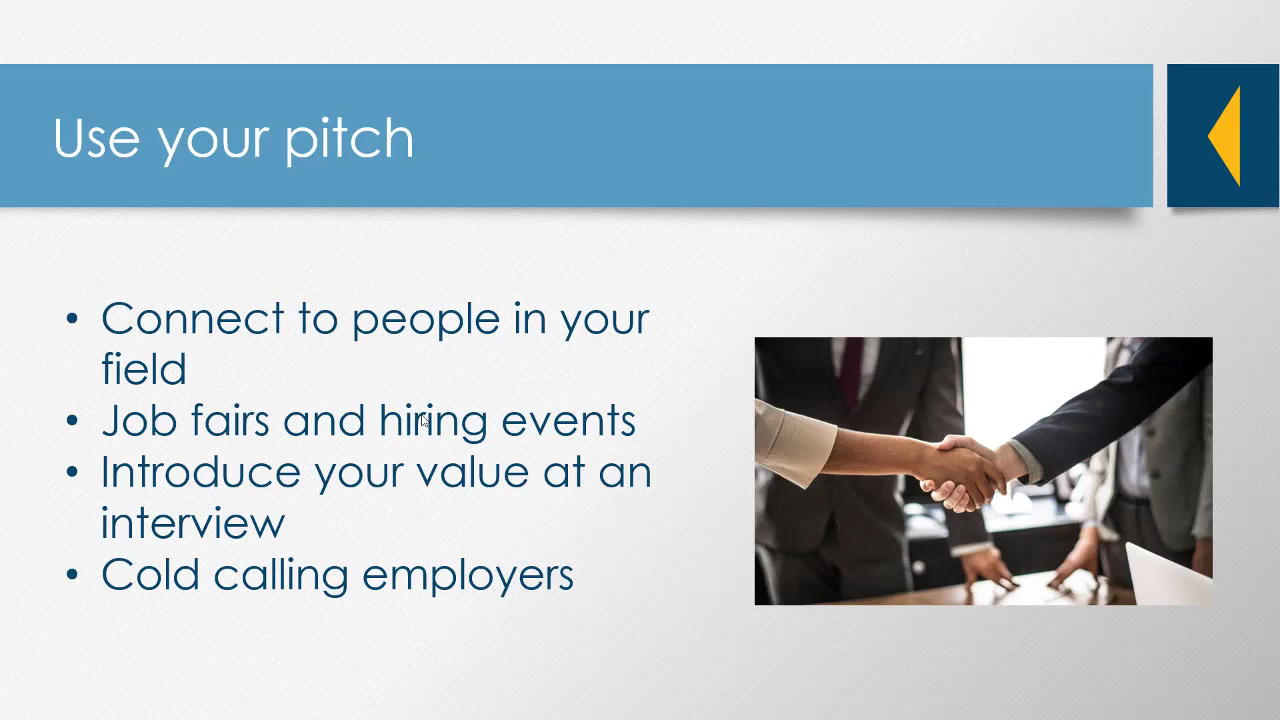 Use your pitch
• Connect to people in your
field
• Job fairs and hiring events
• Introduce your value at an
interview
• Cold calling employers